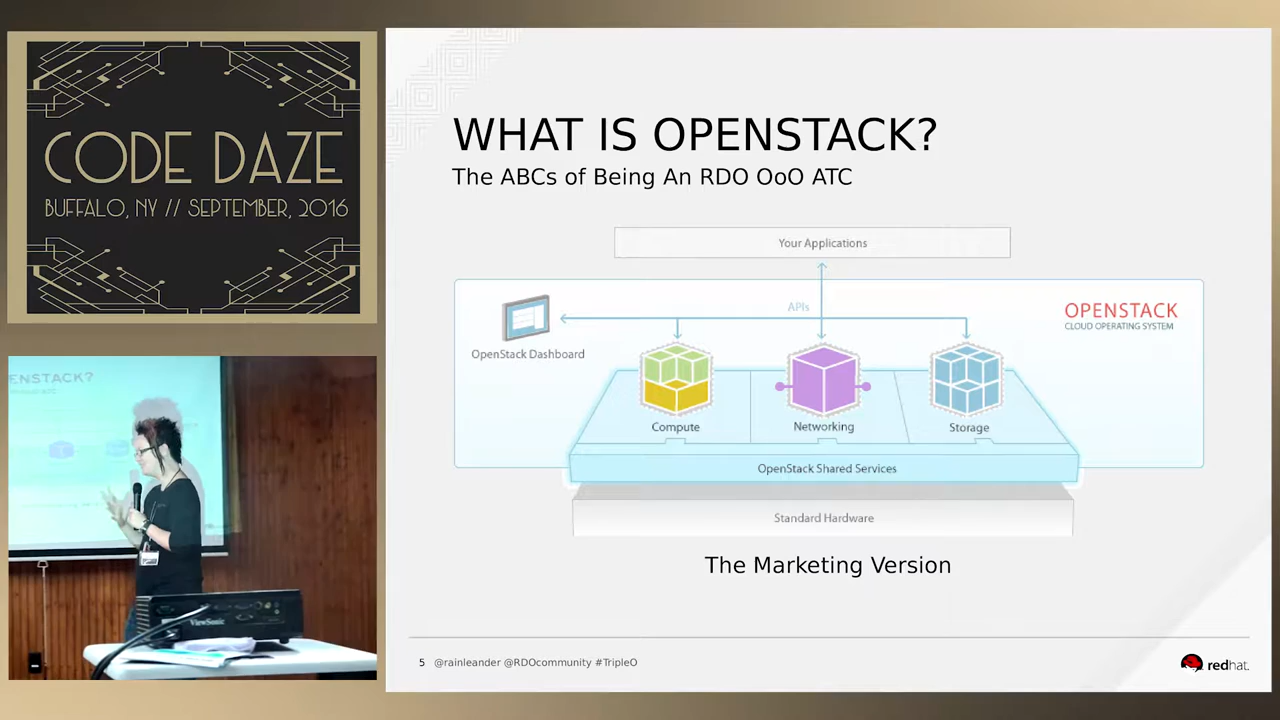 CODE DAZE
BUFFALO, NY // SEPTEMBER, 2016
ENSTACK?
ViewSonic
WHAT IS OPENSTACK?
The ABCs of Being An RDO OoO ATC
Your Applications
APIs
OPENSTACK
CLOUD OPERATING SYSTEM
OpenStack Dashboard
Compute
Networking
Storage
OpenStack Shared Services
Standard Hardware
The Marketing Version
5 @rainleander @RDOcommunity #TripleO
redhat.